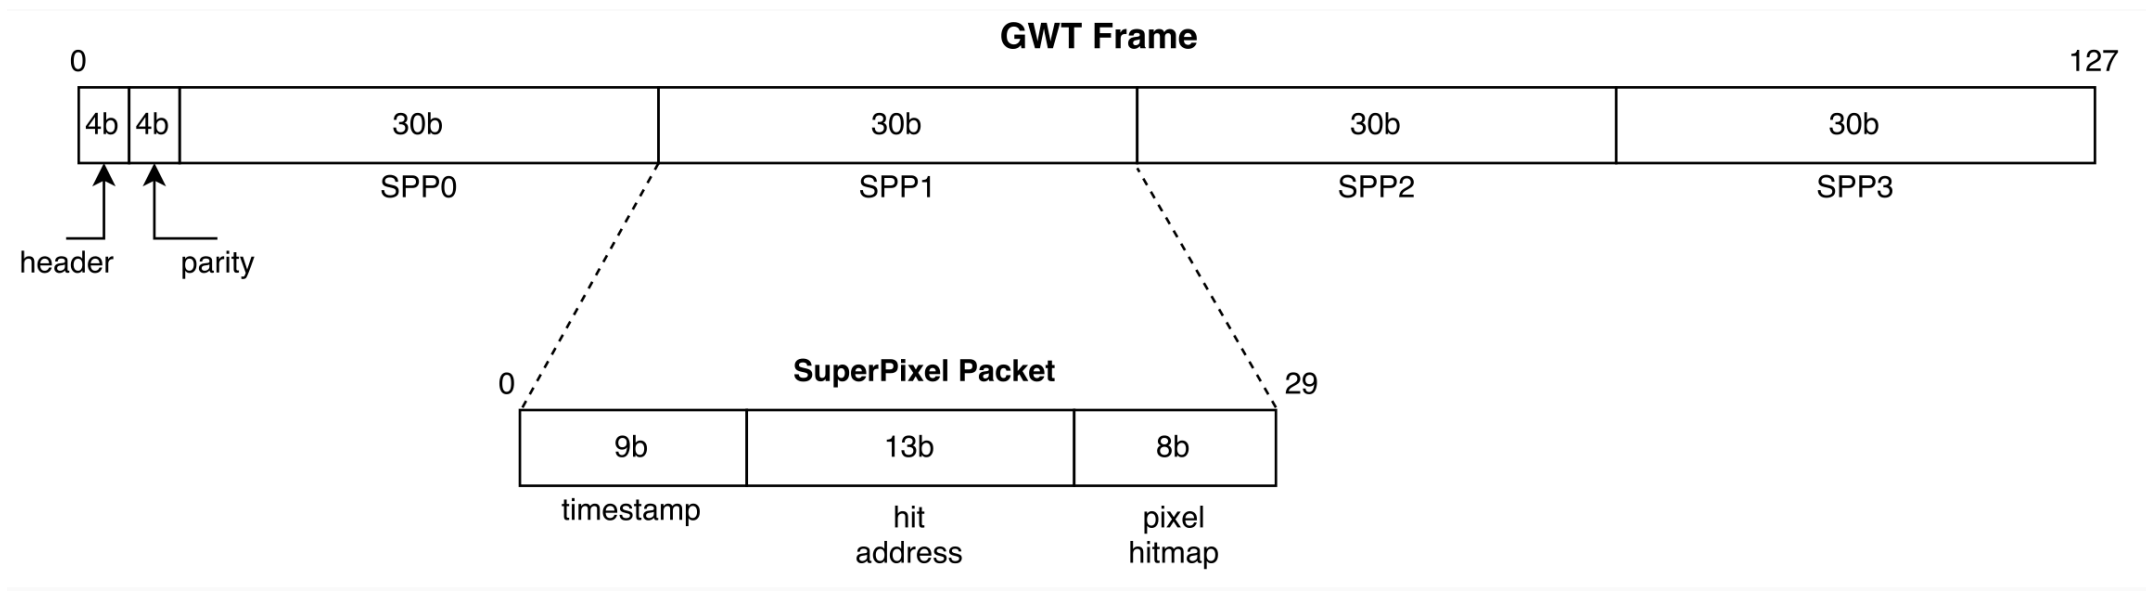 GWT Frame
0
127
4b
4b
30b
30b
30b
30b
SPP0
SPP1
SPP2
SPP3
header
parity
SuperPixel Packet
0
29
9b
13b
8b
timestamp
hit
address
pixel
hitmap